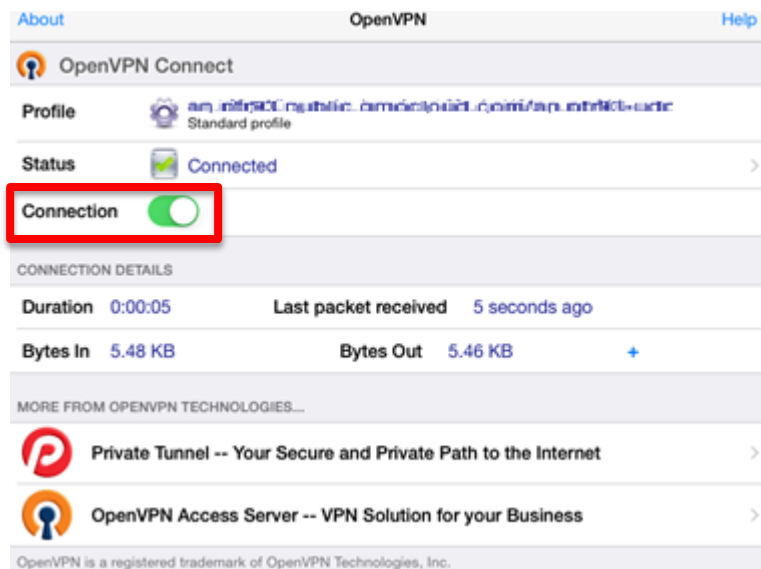 About OpenVPN Help
OpenVPN Connect
Profile
Standard profile
Status Connected
Connection
CONNECTION DETAILS
Duration 0:00:05 Last packet received 5 seconds ago
Bytes In 5.48 KB Bytes Out 5.46 KB +
MORE FROM OPENVPN TECHNOLOGIES...
Private Tunnel -- Your Secure and Private Path to the Internet
OpenVPN Access Server -- VPN Solution for your Business
OpenVPN is a registered trademark of OpenVPN Technologies, Inc.